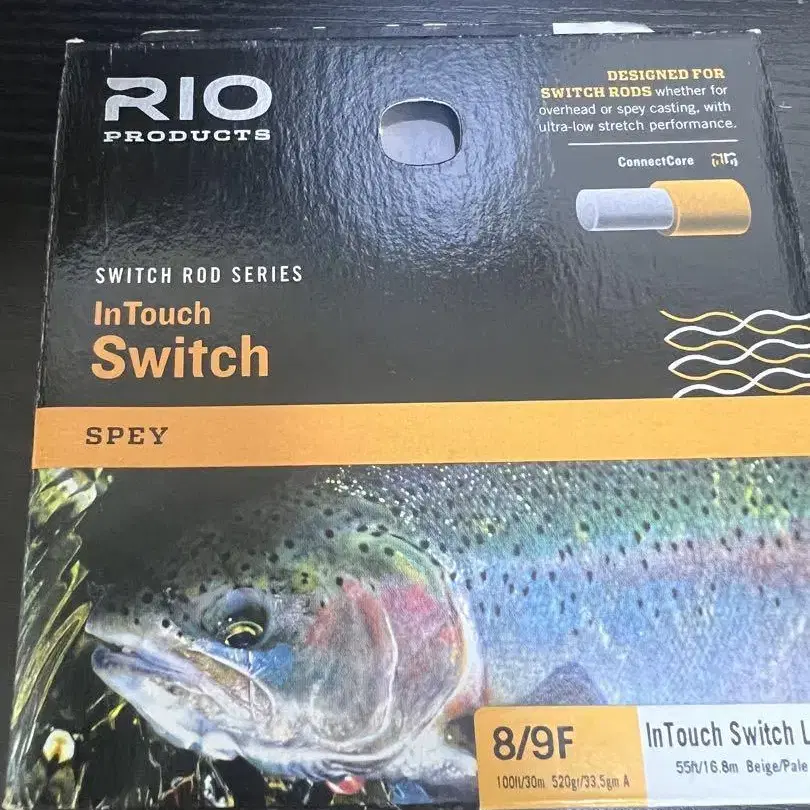 RIO
PRODUCTS
DESIGNED FOR
SWITCH RODS whether for
overhead or spey casting, with
ultra-low stretch performance.
ConnectCore
SWITCH ROD SERIES
InTouch
Switch
SPEY
8/9F
100ft/30m 520gr/33.5gm A
InTouch Switch L
55ft/16.8m Beige/Pale